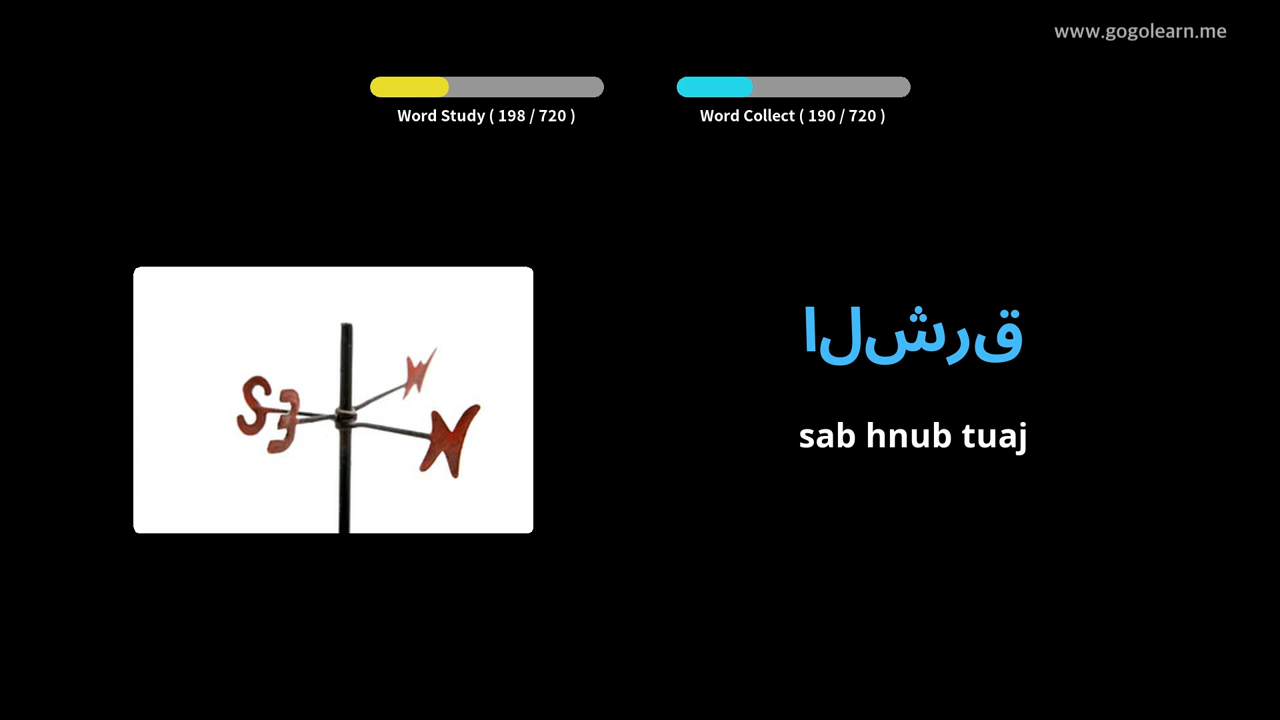 www.gogolearn.me
Word Study ( 198 / 720 )
Word Collect ( 190 / 720 )
S
E
الشرق
sab hnub tuaj